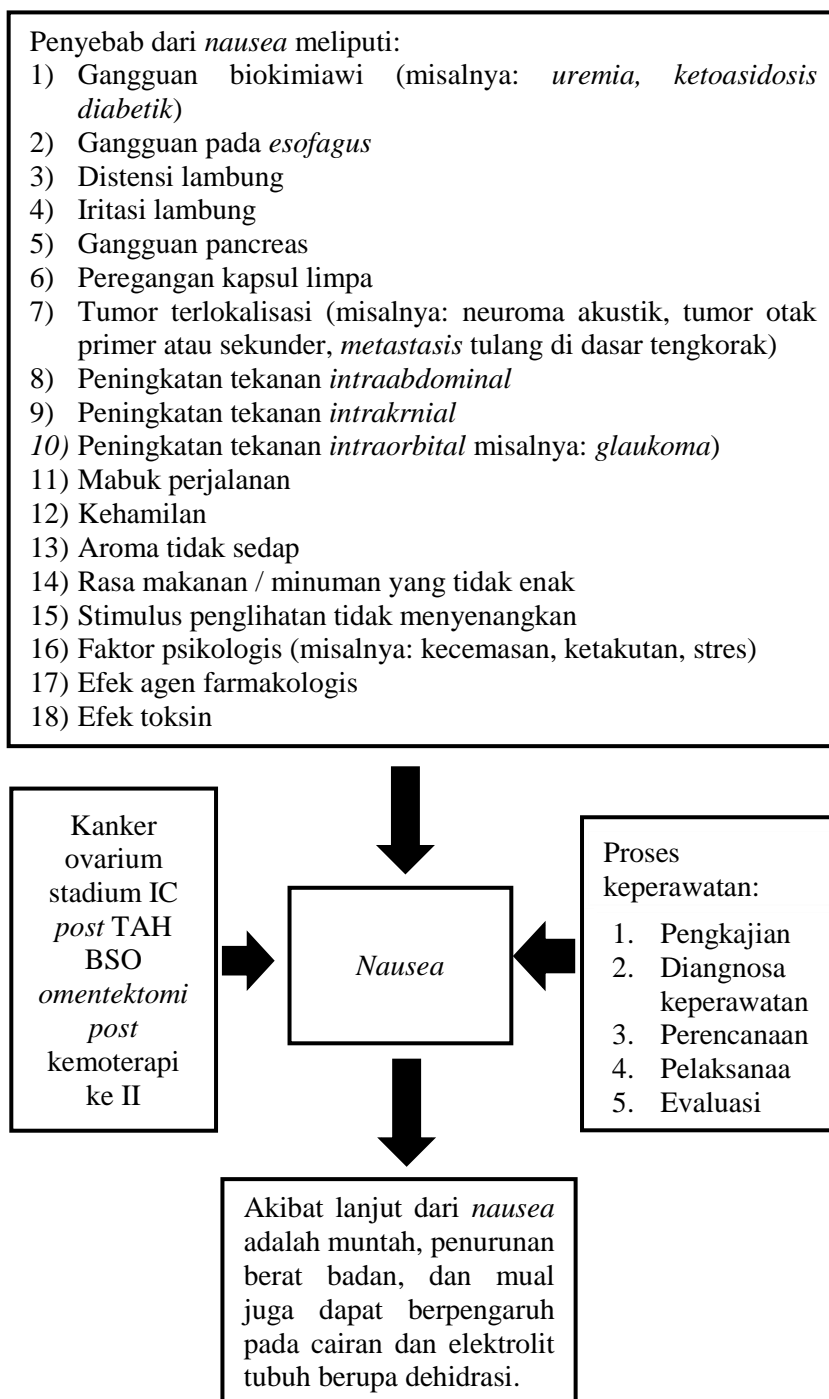 Penyebab dari nausea meliputi:
1) Gangguan biokimiawi (misalnya: uremia, ketoasidosis
diabetik)
2) Gangguan pada esofagus
3) Distensi lambung
4) Iritasi lambung
5) Gangguan pancreas
6) Peregangan kapsul limpa
7) Tumor terlokalisasi (misalnya: neuroma akustik, tumor otak
primer atau sekunder, metastasis tulang di dasar tengkorak)
8) Peningkatan tekanan intraabdominal
9) Peningkatan tekanan intrakrnial
10) Peningkatan tekanan intraorbital misalnya: glaukoma)
11) Mabuk perjalanan
12) Kehamilan
13) Aroma tidak sedap
14) Rasa makanan / minuman yang tidak enak
15) Stimulus penglihatan tidak menyenangkan
16) Faktor psikologis (misalnya: kecemasan, ketakutan, stres)
17) Efek agen farmakologis
18) Efek toksin
Kanker
ovarium
stadium IC
post TAH
BSO
omentektomi
post
kemoterapi
ke II
Nausea
Proses
keperawatan:
1. Pengkajian
2. Diangnosa
keperawatan
3. Perencanaan
4. Pelaksanaa
5. Evaluasi
Akibat lanjut dari nausea
adalah muntah, penurunan
berat badan, dan mual
juga dapat berpengaruh
pada cairan dan elektrolit
tubuh berupa dehidrasi.